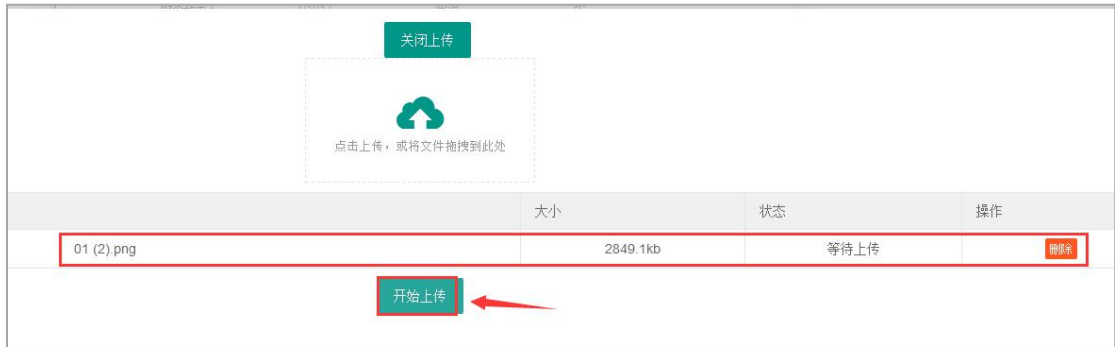 关闭上传
点击上传，或将文件拖拽到此处
大小 状态 操作
01 (2).png 2849.1kb 等待上传 删除
开始上传